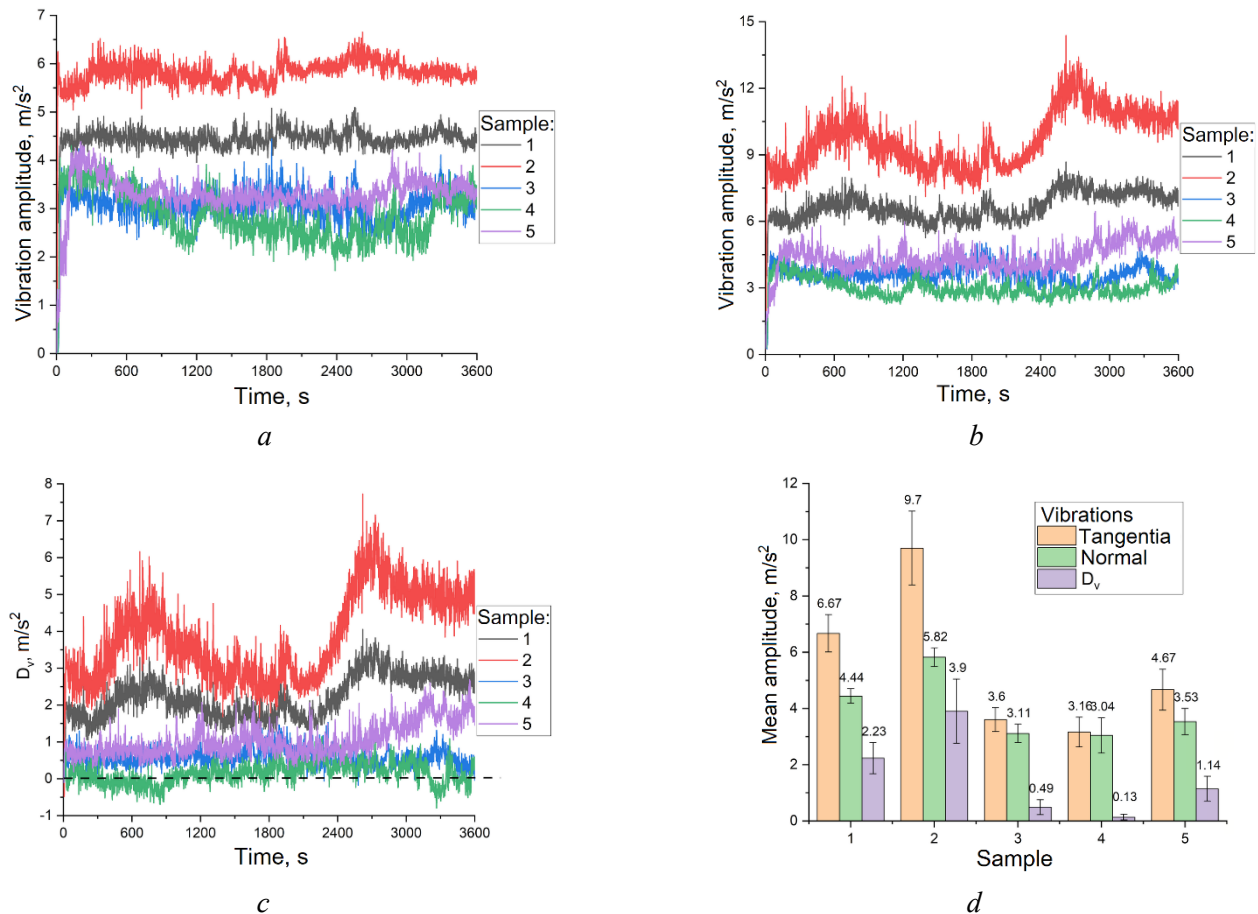 7
6
5
4
3
2
1
0
Vibration amplitude, m/s²
0 600 1200 1800 2400 3000 3600
Time, s
Sample:
1
2
3
4
5
a
15
12
9
6
3
0
Vibration amplitude, m/s²
0 600 1200 1800 2400 3000 3600
Time, s
Sample:
1
2
3
4
5
b
8
7
6
5
4
3
2
1
0
-1
Dᵥ, m/s²
0 600 1200 1800 2400 3000 3600
Time, s
Sample:
1
2
3
4
5
c
12
10
8
6
4
2
0
Mean amplitude, m/s²
Vibrations
Tangentia
Normal
Dᵥ
6.67 4.44 2.23
9.7 5.82 3.9
3.6 3.11 0.49
3.16 3.04 0.13
4.67 3.53 1.14
1 2 3 4 5
Sample
d